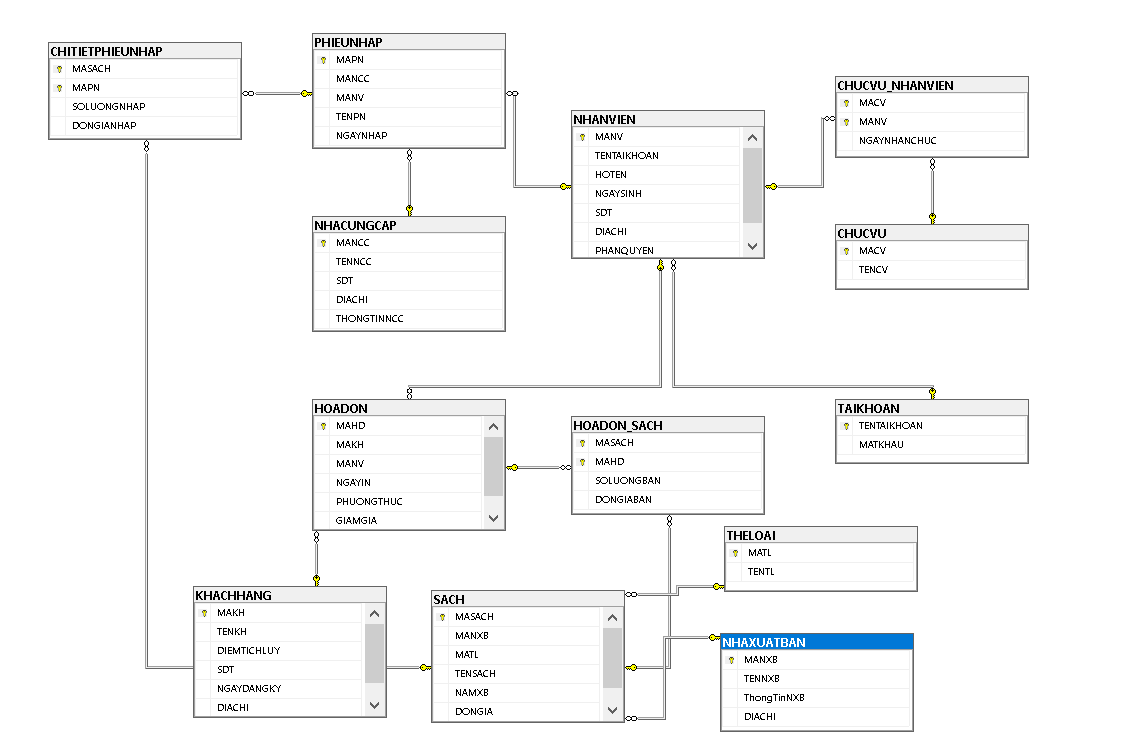 CHITIETPHIEUNHAP
MASACH
MAPN
SOLUONGNHAP
DONGIANHAP
PHIEUNHAP
MAPN
MANCC
MANV
TENPN
NGAYNHAP
NHACUNGCAP
MANCC
TENNCC
SDT
DIACHI
THONGTINNCC
NHANVIEN
MANV
TENTAIKHOAN
HOTEN
NGAYSINH
SDT
DIACHI
PHANQUYEN
CHUCVU_NHANVIEN
MACV
MANV
NGAYNHANCHUC
CHUCVU
MACV
TENCV
HOADON
MAHD
MAKH
MANV
NGAYIN
PHUONGTHUC
GIAMGIA
HOADON_SACH
MASACH
MAHD
SOLUONGBAN
DONGIABAN
TAIKHOAN
TENTAIKHOAN
MATKHAU
THELOAI
MATL
TENTL
KHACHHANG
MAKH
TENKH
DIEMTICHLUY
SDT
NGAYDANGKY
DIACHI
SACH
MASACH
MANXB
MATL
TENSACH
NAMXB
DONGIA
NHAXUATBAN
MANXB
TENNXB
ThongTinNXB
DIACHI